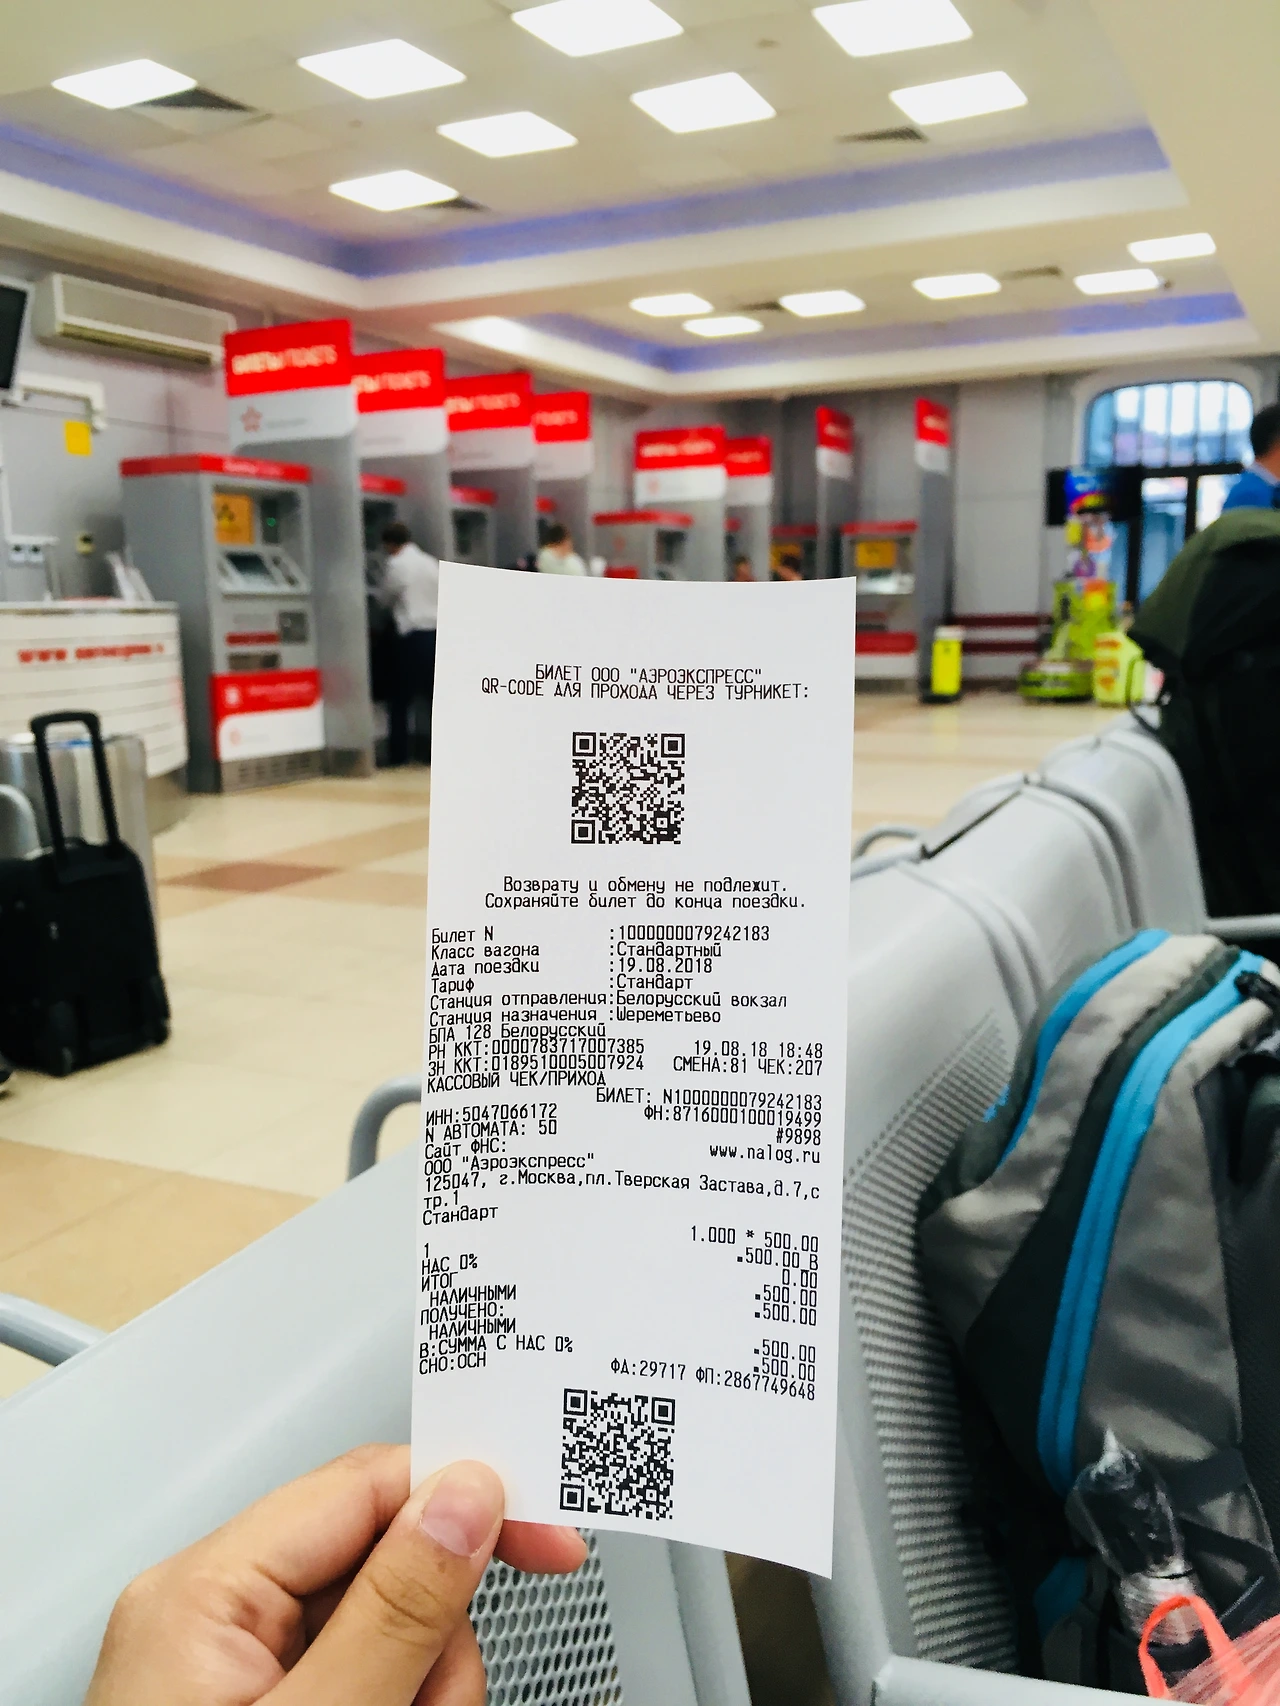 БИЛЕТЫ TICKETS
БИЛЕТ ООО "АЭРОЭКСПРЕСС"
QR-CODE ДЛЯ ПРОХОДА ЧЕРЕЗ ТУРНИКЕТ:
Возврату и обмену не подлежит.
Сохраняйте билет до конца поездки.
Билет N :1000000079242183
Класс вагона :Стандартный
Дата поездки :19.08.2018
Тариф :Стандарт
Станция отправления:Белорусский вокзал
Станция назначения :Шереметьево
БПА 128 Белорусский
РН ККТ:0000783717007385 19.08.18 18:48
ЗН ККТ:0189510005007924 СМЕНА:81 ЧЕК:207
КАССОВЫЙ ЧЕК/ПРИХОД
БИЛЕТ: N1000000079242183
ИНН:5047066172 ФН:8716000100019499
N АВТОМАТА: 50 #9898
Сайт ФНС: www.nalog.ru
ООО "Аэроэкспресс"
125047, г.Москва,пл.Тверская Застава,д.7,с
тр.1
Стандарт
1.000 * 500.00
1 .500.00_В
НДС 0% 0.00
ИТОГ .500.00
НАЛИЧНЫМИ .500.00
ПОЛУЧЕНО:
НАЛИЧНЫМИ .500.00
В:СУММА С НДС 0% .500.00
СНО:ОСН ФД:29717 ФП:2867749648